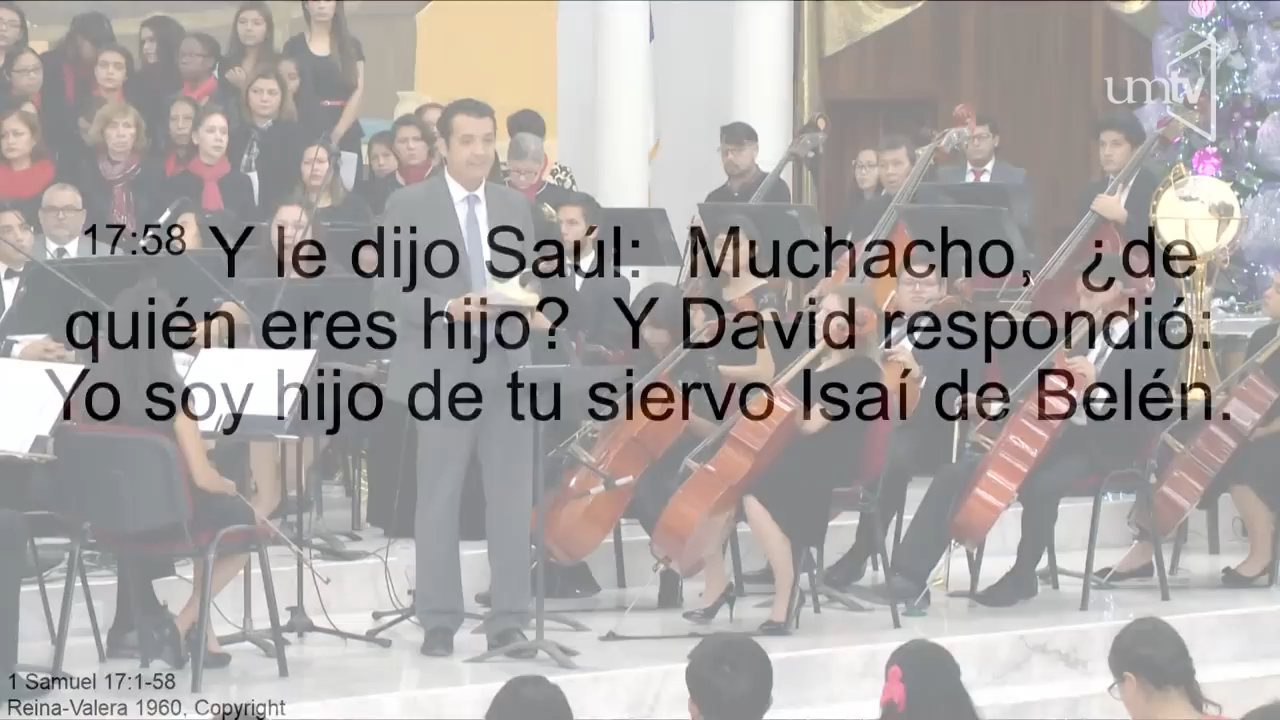 umtv
17:58 Y le dijo Saúl: Muchacho, ¿de
quién eres hijo? Y David respondió:
Yo soy hijo de tu siervo Isaí de Belén.
1 Samuel 17:1-58
Reina-Valera 1960, Copyright